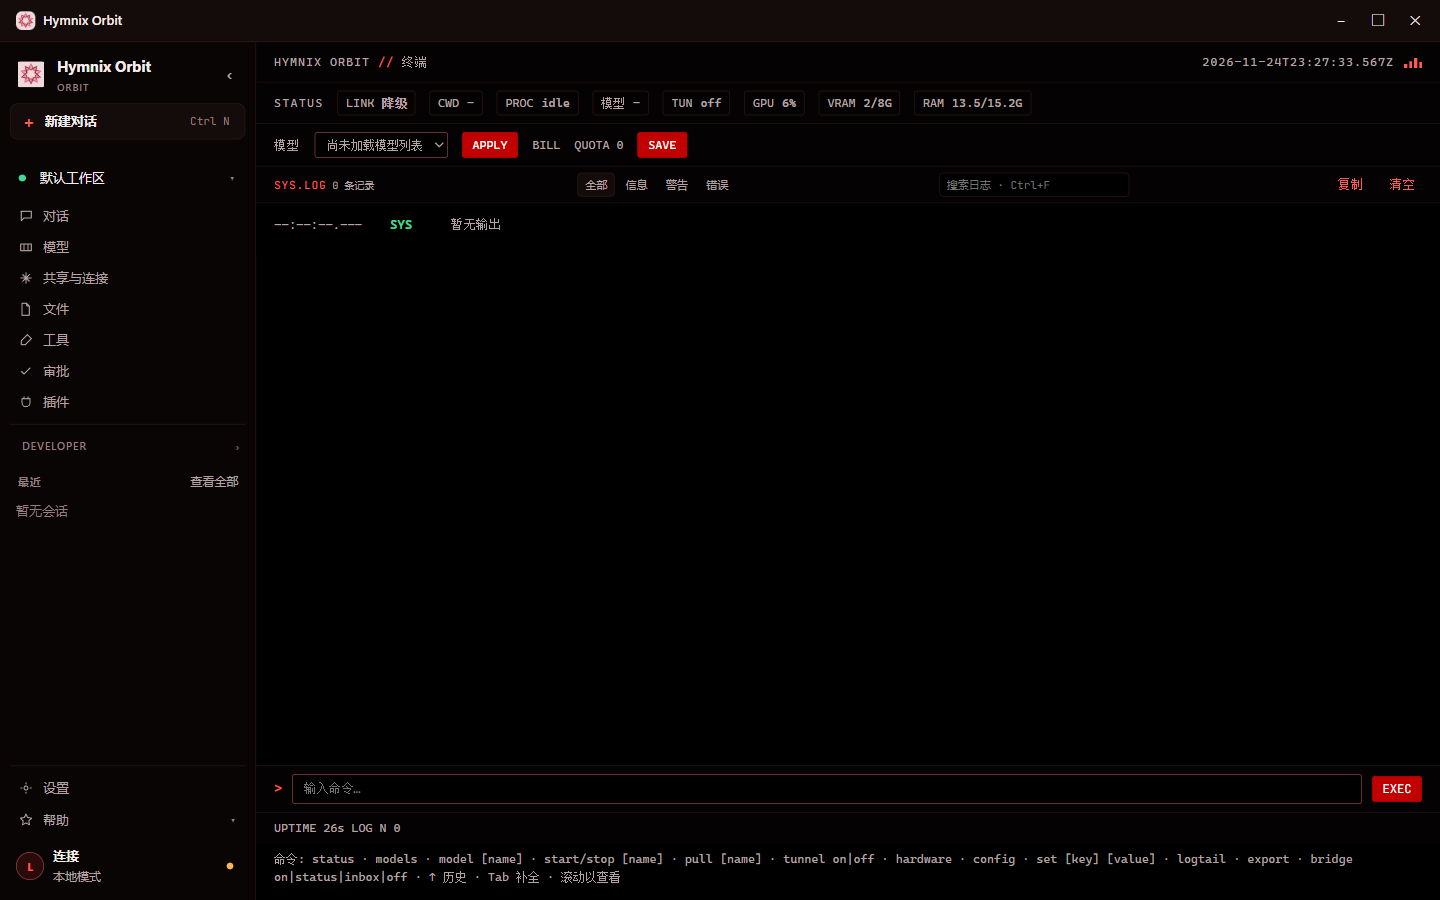 Hymnix Orbit
Hymnix Orbit
ORBIT
+ 新建对话 Ctrl N
默认工作区
对话
模型
共享与连接
文件
工具
审批
插件
DEVELOPER
最近 查看全部
暂无会话
设置
帮助
L 连接
本地模式
HYMNIX ORBIT // 终端 2026-11-24T23:27:33.567Z
STATUS LINK 降级 CWD – PROC idle 模型 – TUN off GPU 6% VRAM 2/8G RAM 13.5/15.2G
模型 尚未加载模型列表 APPLY BILL QUOTA 0 SAVE
SYS.LOG 0 条记录 全部 信息 警告 错误 搜索日志 · Ctrl+F 复制 清空
--:--:--.--- SYS 暂无输出
> 输入命令… EXEC
UPTIME 26s LOG N 0
命令: status · models · model [name] · start/stop [name] · pull [name] · tunnel on|off · hardware · config · set [key] [value] · logtail · export · bridge
on|status|inbox|off · ↑ 历史 · Tab 补全 · 滚动以查看